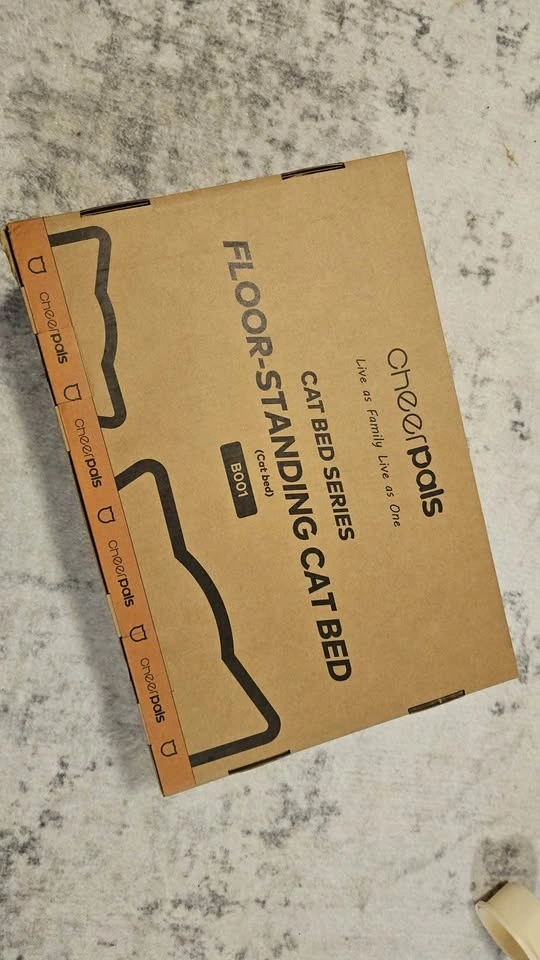 cheerpals
Live as Family Live as One
CAT BED SERIES
FLOOR-STANDING CAT BED
(Cat bed)
B001
cheerpals
cheerpals
cheerpals
cheerpals